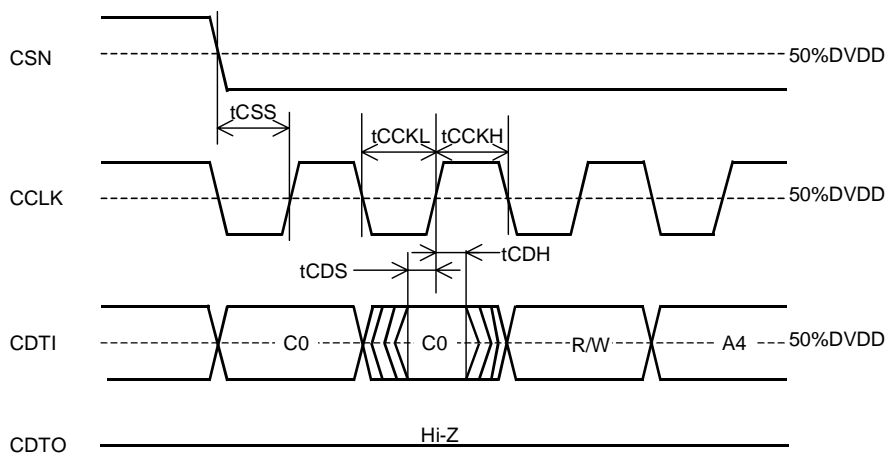 CSN
50%DVDD
tCSS
tCCKL
tCCKH
CCLK
50%DVDD
tCDS
tCDH
CDTI
C0
C0
R/W
A4
50%DVDD
CDTO
Hi-Z